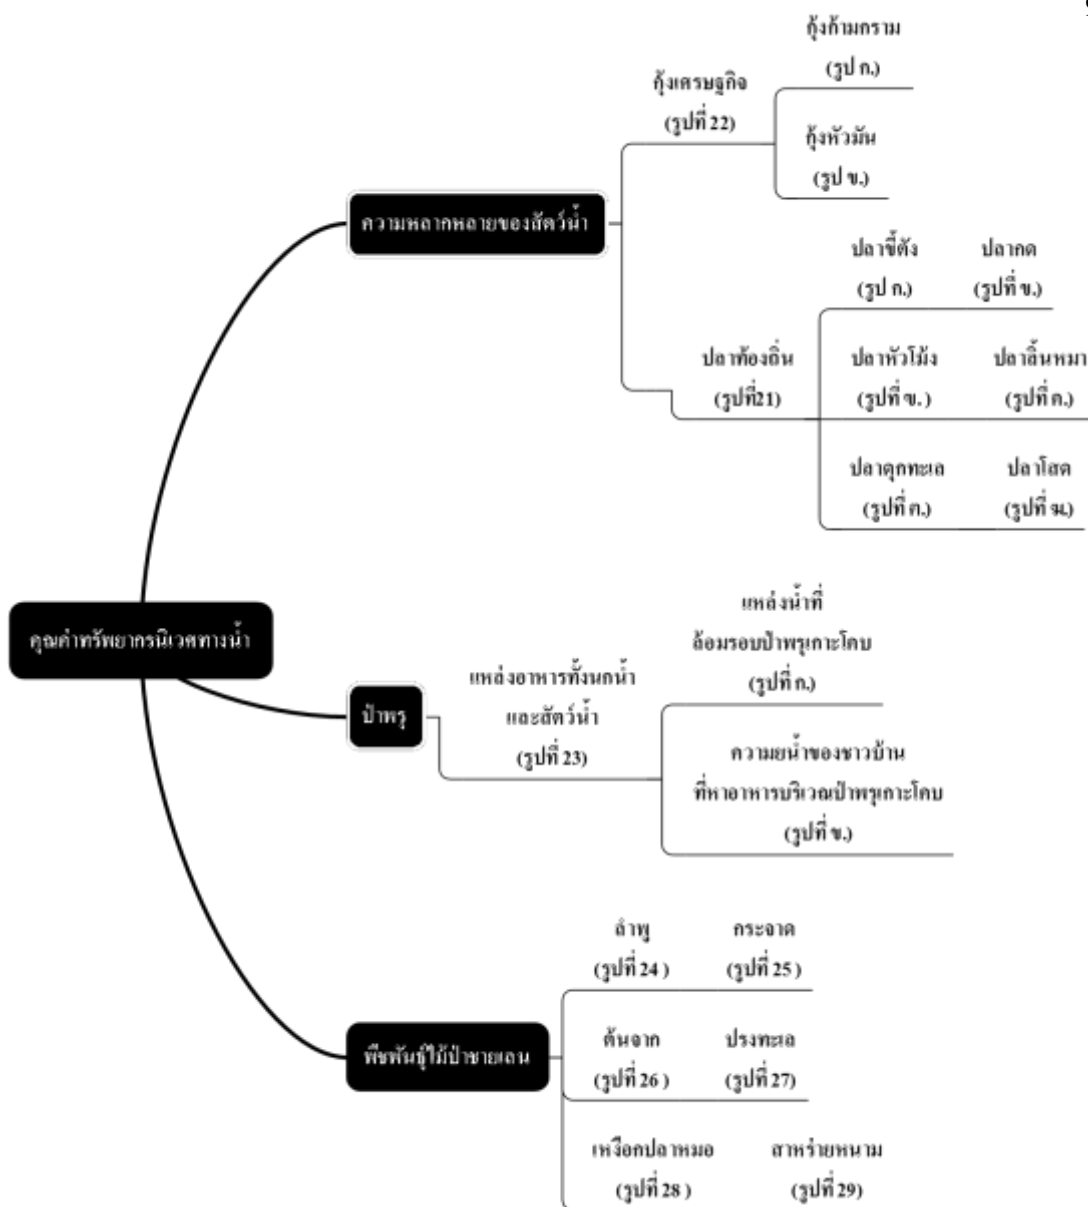 กุ้งก้ามกราม
(รูป ก.)
กุ้งเศรษฐกิจ
(รูปที่ 22)
กุ้งหัวมัน
(รูป ข.)
ความหลากหลายของสัตว์น้ำ
ปลาขี้ตัง ปลากด
(รูป ก.) (รูปที่ ข.)
ปลาท้องถิ่น
(รูปที่21)
ปลาหัวโม้ง ปลาลิ้นหมา
(รูปที่ ข. ) (รูปที่ ค.)
ปลาดุกทะเล ปลาโสด
(รูปที่ ค.) (รูปที่ ฆ.)
คุณค่าทรัพยากรนิเวศทางน้ำ
ป่าพรุ
แหล่งอาหารทั้งนกน้ำ
และสัตว์น้ำ
(รูปที่ 23)
แหล่งน้ำที่
ล้อมรอบป่าพรุเกาะโคบ
(รูปที่ ก.)
ความยน้ำของชาวบ้าน
ที่หาอาหารบริเวณป่าพรุเกาะโคบ
(รูปที่ ข.)
พืชพันธุ์ไม้ป่าชายเลน
ลำพู กระจาด
(รูปที่ 24 ) (รูปที่ 25 )
ต้นจาก ปรงทะเล
(รูปที่ 26 ) (รูปที่ 27)
เหงือกปลาหมอ สาหร่ายหนาม
(รูปที่ 28 ) (รูปที่ 29)